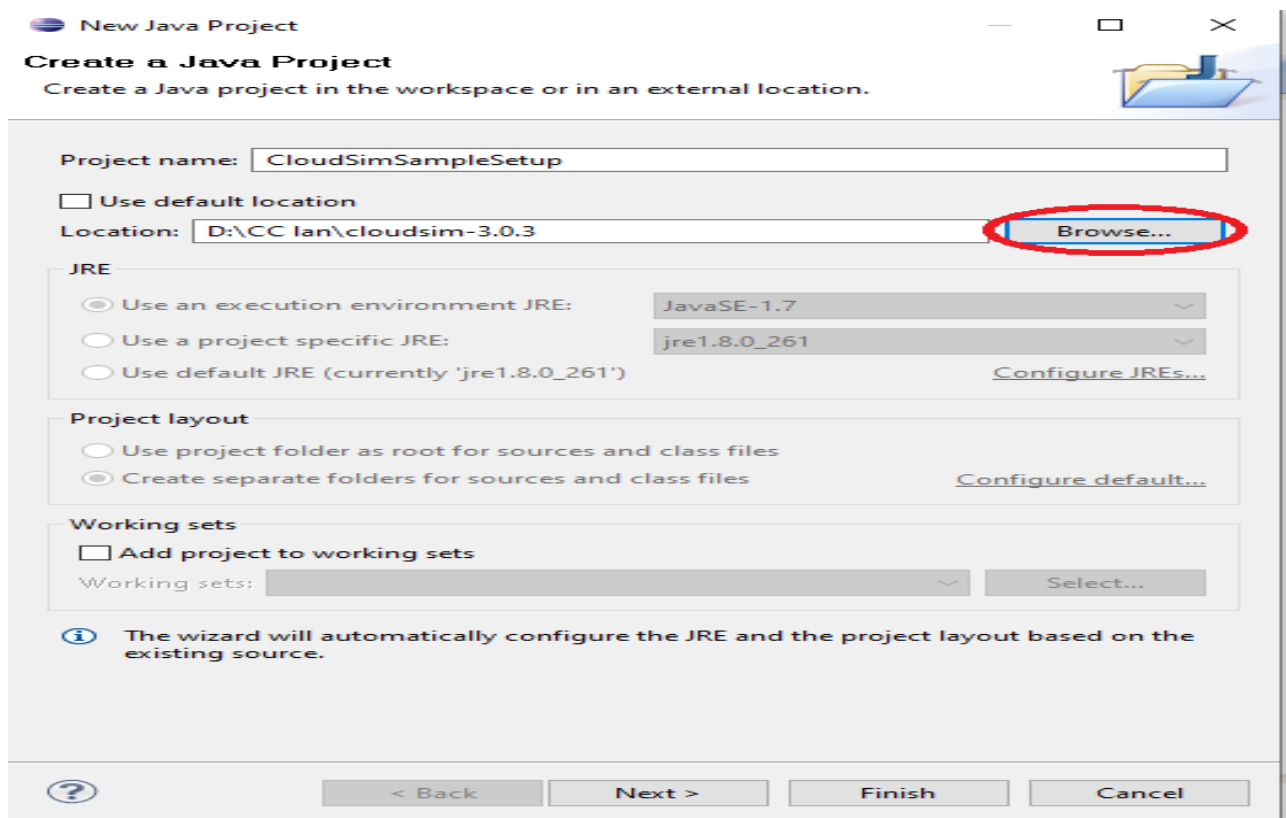 New Java Project
Create a Java Project
Create a Java project in the workspace or in an external location.
Project name: CloudSimSampleSetup
Use default location
Location: D:\CC lan\cloudsim-3.0.3 Browse...
JRE
Use an execution environment JRE: JavaSE-1.7
Use a project specific JRE: jre1.8.0_261
Use default JRE (currently 'jre1.8.0_261') Configure JREs...
Project layout
Use project folder as root for sources and class files
Create separate folders for sources and class files Configure default...
Working sets
Add project to working sets
Working sets: Select...
The wizard will automatically configure the JRE and the project layout based on the
existing source.
? < Back Next > Finish Cancel